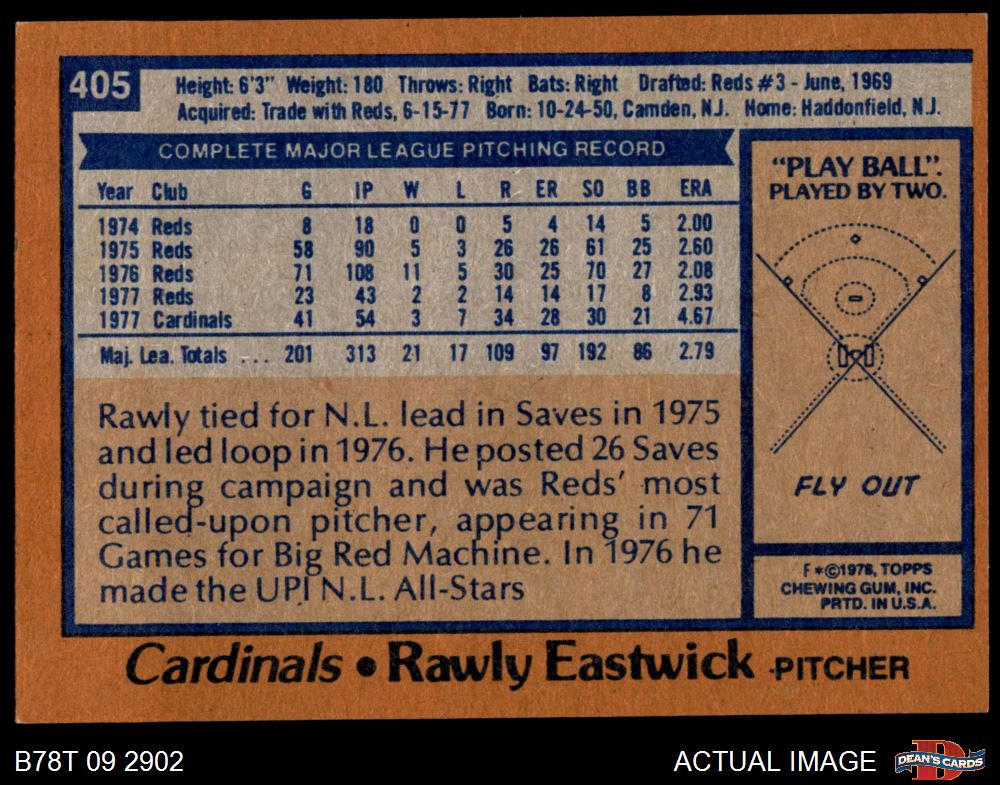 405
Height: 6'3" Weight: 180 Throws: Right Bats: Right Drafted: Reds #3 - June, 1969
Acquired: Trade with Reds, 6-15-77 Born: 10-24-50, Camden, N.J. Home: Haddonfield, N.J.
COMPLETE MAJOR LEAGUE PITCHING RECORD
Year Club G IP W L R ER SO BB ERA
1974 Reds 8 18 0 0 5 4 14 5 2.00
1975 Reds 58 90 5 3 26 26 61 25 2.60
1976 Reds 71 108 11 5 30 25 70 27 2.08
1977 Reds 23 43 2 2 14 14 17 8 2.93
1977 Cardinals 41 54 3 7 34 28 30 21 4.67
Maj. Lea. Totals ... 201 313 21 17 109 97 192 86 2.79
Rawly tied for N.L. lead in Saves in 1975
and led loop in 1976. He posted 26 Saves
during campaign and was Reds' most
called-upon pitcher, appearing in 71
Games for Big Red Machine. In 1976 he
made the UPI N.L. All-Stars
"PLAY BALL".
PLAYED BY TWO.
FLY OUT
F *©1978, TOPPS
CHEWING GUM, INC.
PRTD. IN U.S.A.
Cardinals • Rawly Eastwick -PITCHER
B78T 09 2902
ACTUAL IMAGE
D
DEAN'S CARDS